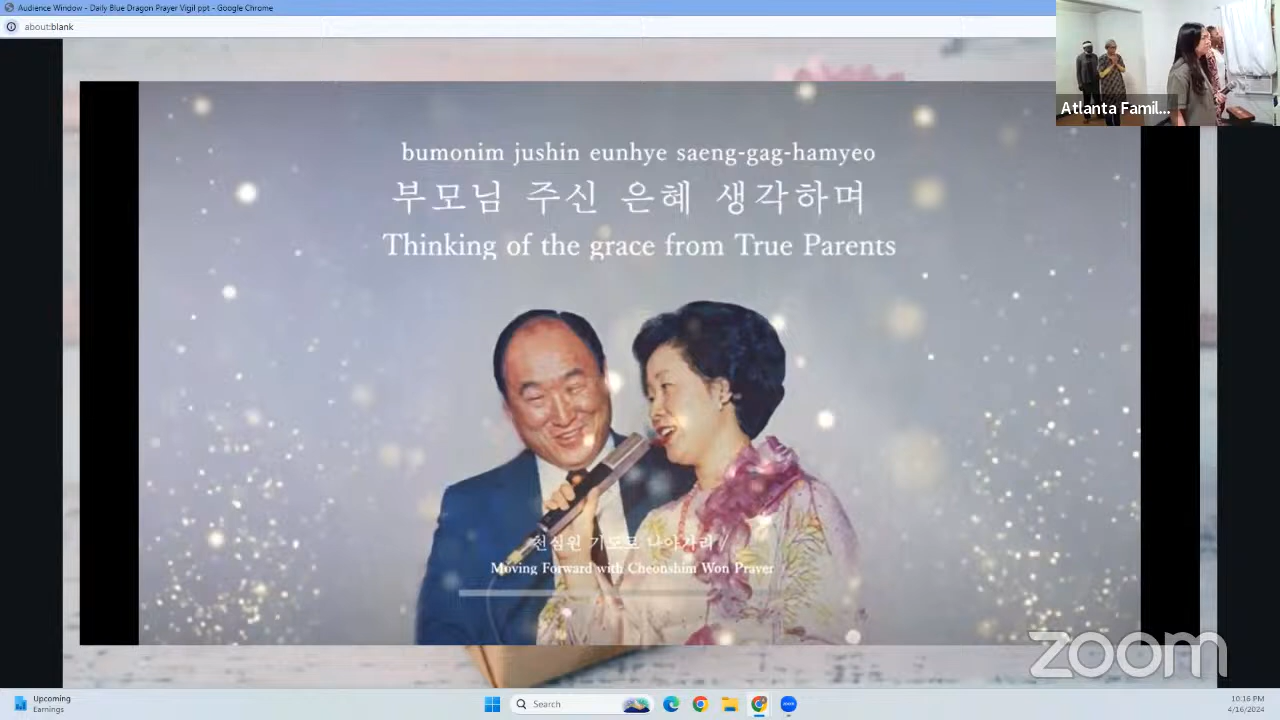 Audience Window - Daily Blue Dragon Prayer Vigil ppt - Google Chrome
about:blank
Atlanta Famil...
bumonim jushin eunhye saeng-gag-hamyeo
부모님 주신 은혜 생각하며
Thinking of the grace from True Parents
천심원 기도로 나아가리
Moving Forward with Cheonshim Won Prayer
zoom
Upcoming
Earnings
Search
zoom
10:16 PM
4/16/2024